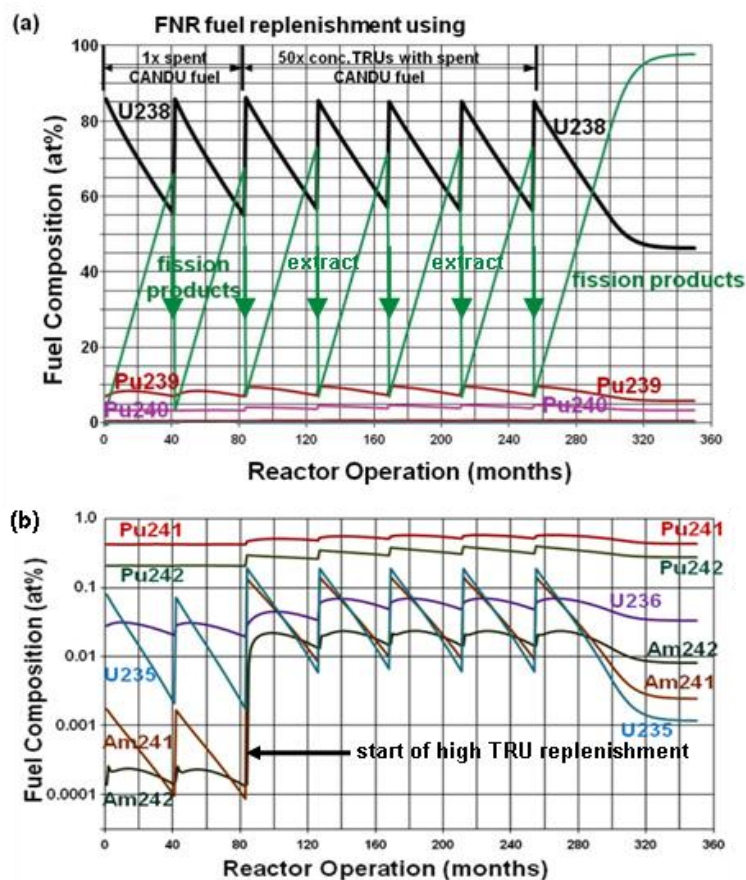 (a)
FNR fuel replenishment using
1x spent
CANDU fuel
50x conc.TRUs with spent
CANDU fuel
100
80
60
40
20
0
Fuel Composition (at%)
U238
U238
fission
products
extract
extract
fission products
Pu239
Pu239
Pu240
Pu240
0 40 80 120 160 200 240 280 320 360
Reactor Operation (months)
(b)
1.0
0.1
0.01
0.001
0.0001
Fuel Composition (at%)
Pu241
Pu241
Pu242
Pu242
U236
U235
Am242
Am241
Am241
U235
start of high TRU replenishment
Am242
0 40 80 120 160 200 240 280 320 360
Reactor Operation (months)